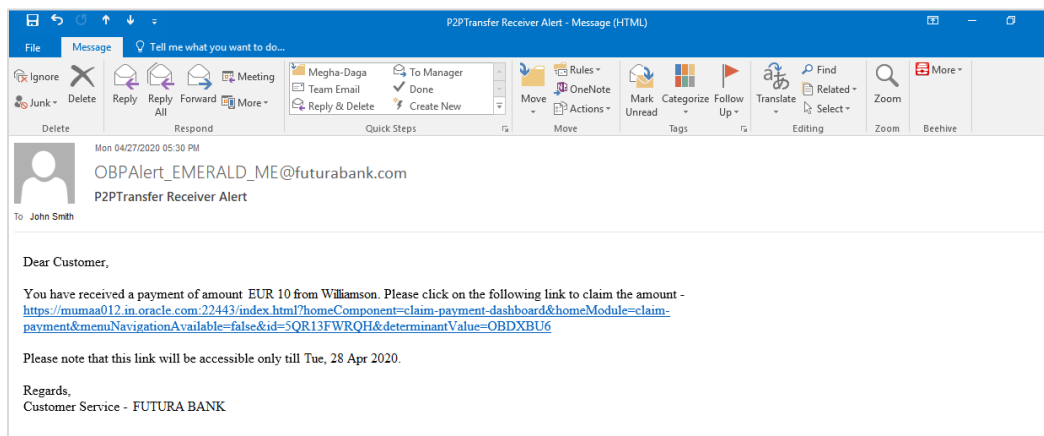 P2PTransfer Receiver Alert - Message (HTML)
File Message Tell me what you want to do...
Ignore
Junk
Delete
Reply
Reply All
Forward
Meeting
More
Megha-Daga
Team Email
Reply & Delete
To Manager
Done
Create New
Move
Rules
OneNote
Actions
Mark Unread
Categorize
Follow Up
Translate
Find
Related
Select
Zoom
More
Delete Respond Quick Steps Move Tags Editing Zoom Beehive
Mon 04/27/2020 05:30 PM
OBPAlert_EMERALD_ME@futurabank.com
P2PTransfer Receiver Alert
To John Smith
Dear Customer,
You have received a payment of amount EUR 10 from Williamson. Please click on the following link to claim the amount -
https://mumaa012.in.oracle.com:22443/index.html?homeComponent=claim-payment-dashboard&homeModule=claim-
payment&menuNavigationAvailable=false&id=5QR13FWRQH&determinantValue=OBDXBU6
Please note that this link will be accessible only till Tue, 28 Apr 2020.
Regards,
Customer Service - FUTURA BANK